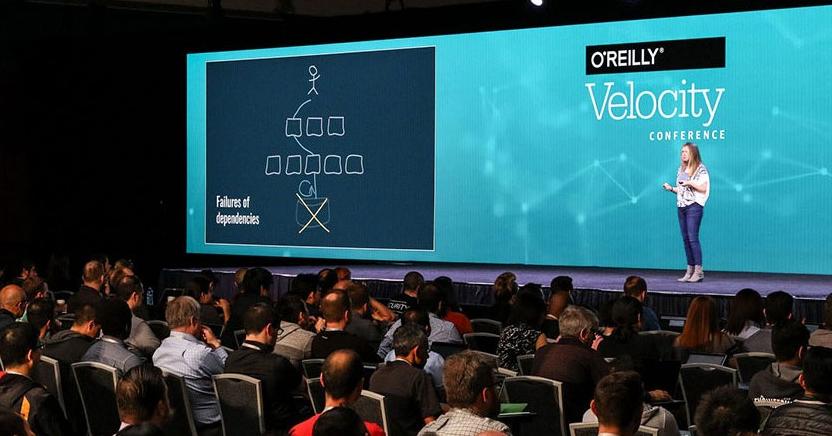 O'REILLY®
Velocity
CONFERENCE
Failures of
dependencies